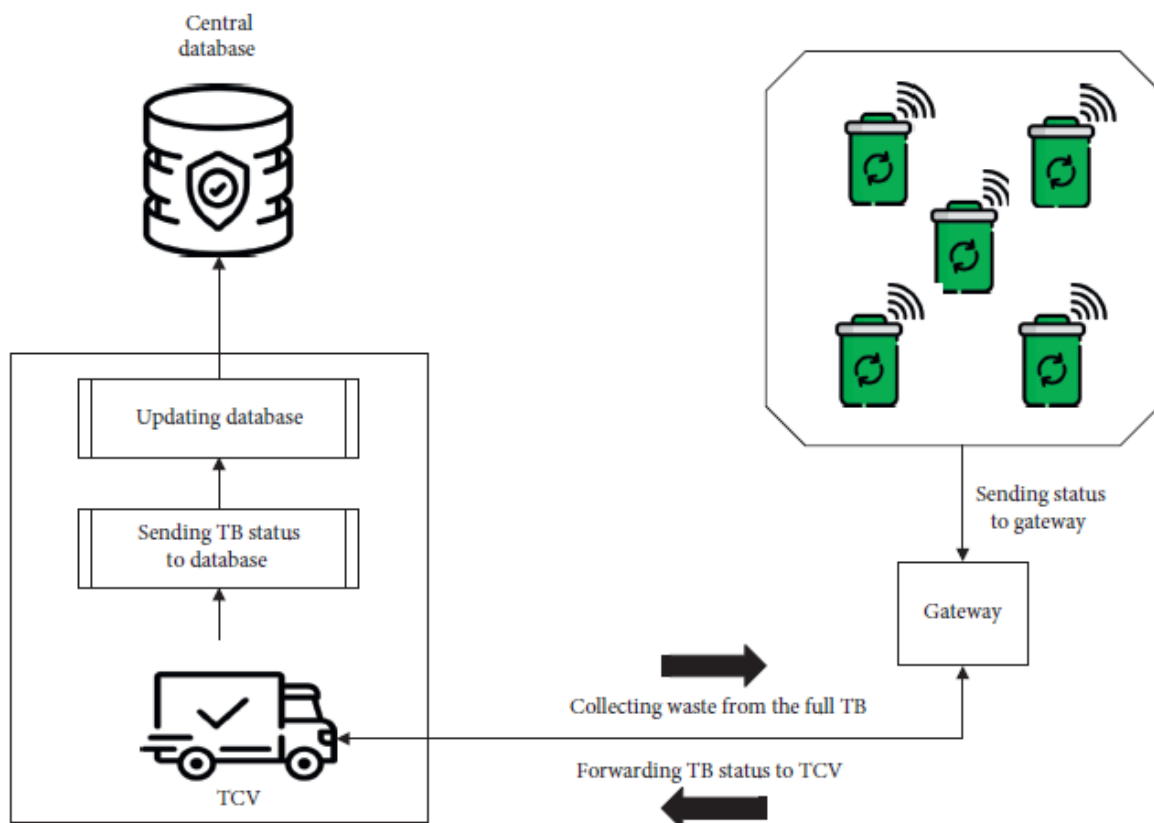 Central
database
Updating database
Sending TB status
to database
TCV
Sending status
to gateway
Gateway
Collecting waste from the full TB
Forwarding TB status to TCV